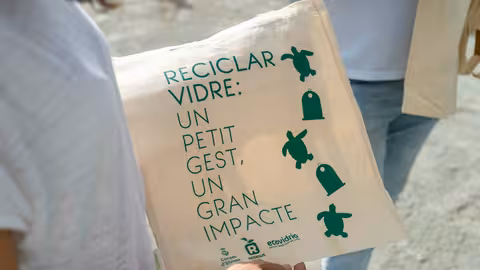 RECICLAR
VIDRE:
UN
PETIT
GEST,
UN
GRAN
IMPACTE
ecovidrio